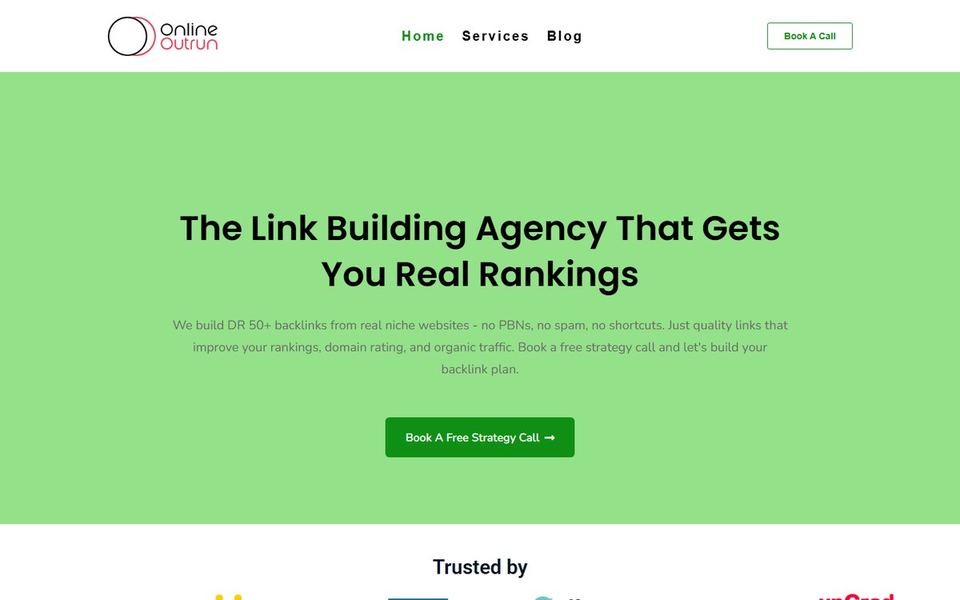 Online
Outrun
Home Services Blog
Book A Call
The Link Building Agency That Gets
You Real Rankings
We build DR 50+ backlinks from real niche websites - no PBNs, no spam, no shortcuts. Just quality links that
improve your rankings, domain rating, and organic traffic. Book a free strategy call and let's build your
backlink plan.
Book A Free Strategy Call →
Trusted by